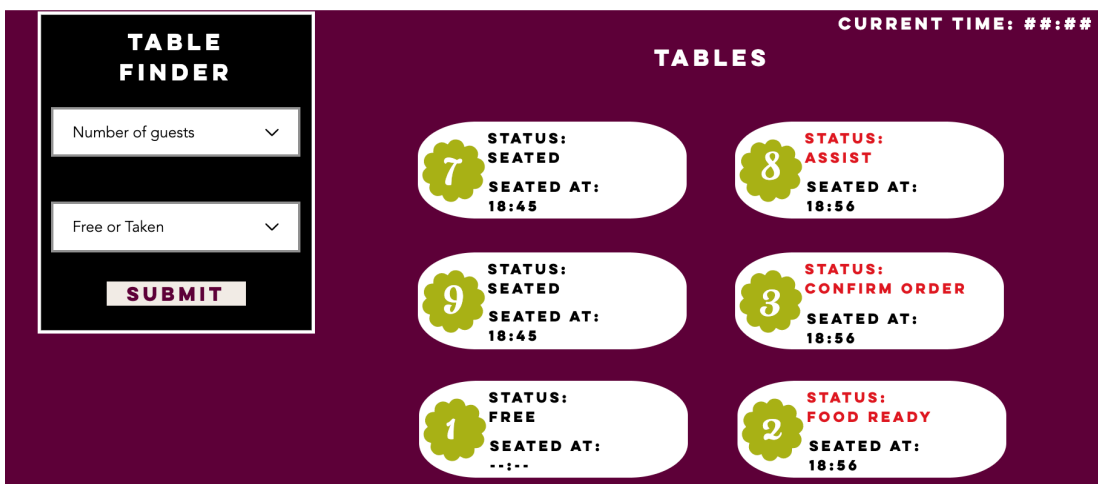 CURRENT TIME: ##:##
TABLE
FINDER
Number of guests
Free or Taken
SUBMIT
TABLES
7
STATUS:
SEATED
SEATED AT:
18:45
8
STATUS:
ASSIST
SEATED AT:
18:56
9
STATUS:
SEATED
SEATED AT:
18:45
3
STATUS:
CONFIRM ORDER
SEATED AT:
18:56
1
STATUS:
FREE
SEATED AT:
--:--
2
STATUS:
FOOD READY
SEATED AT:
18:56